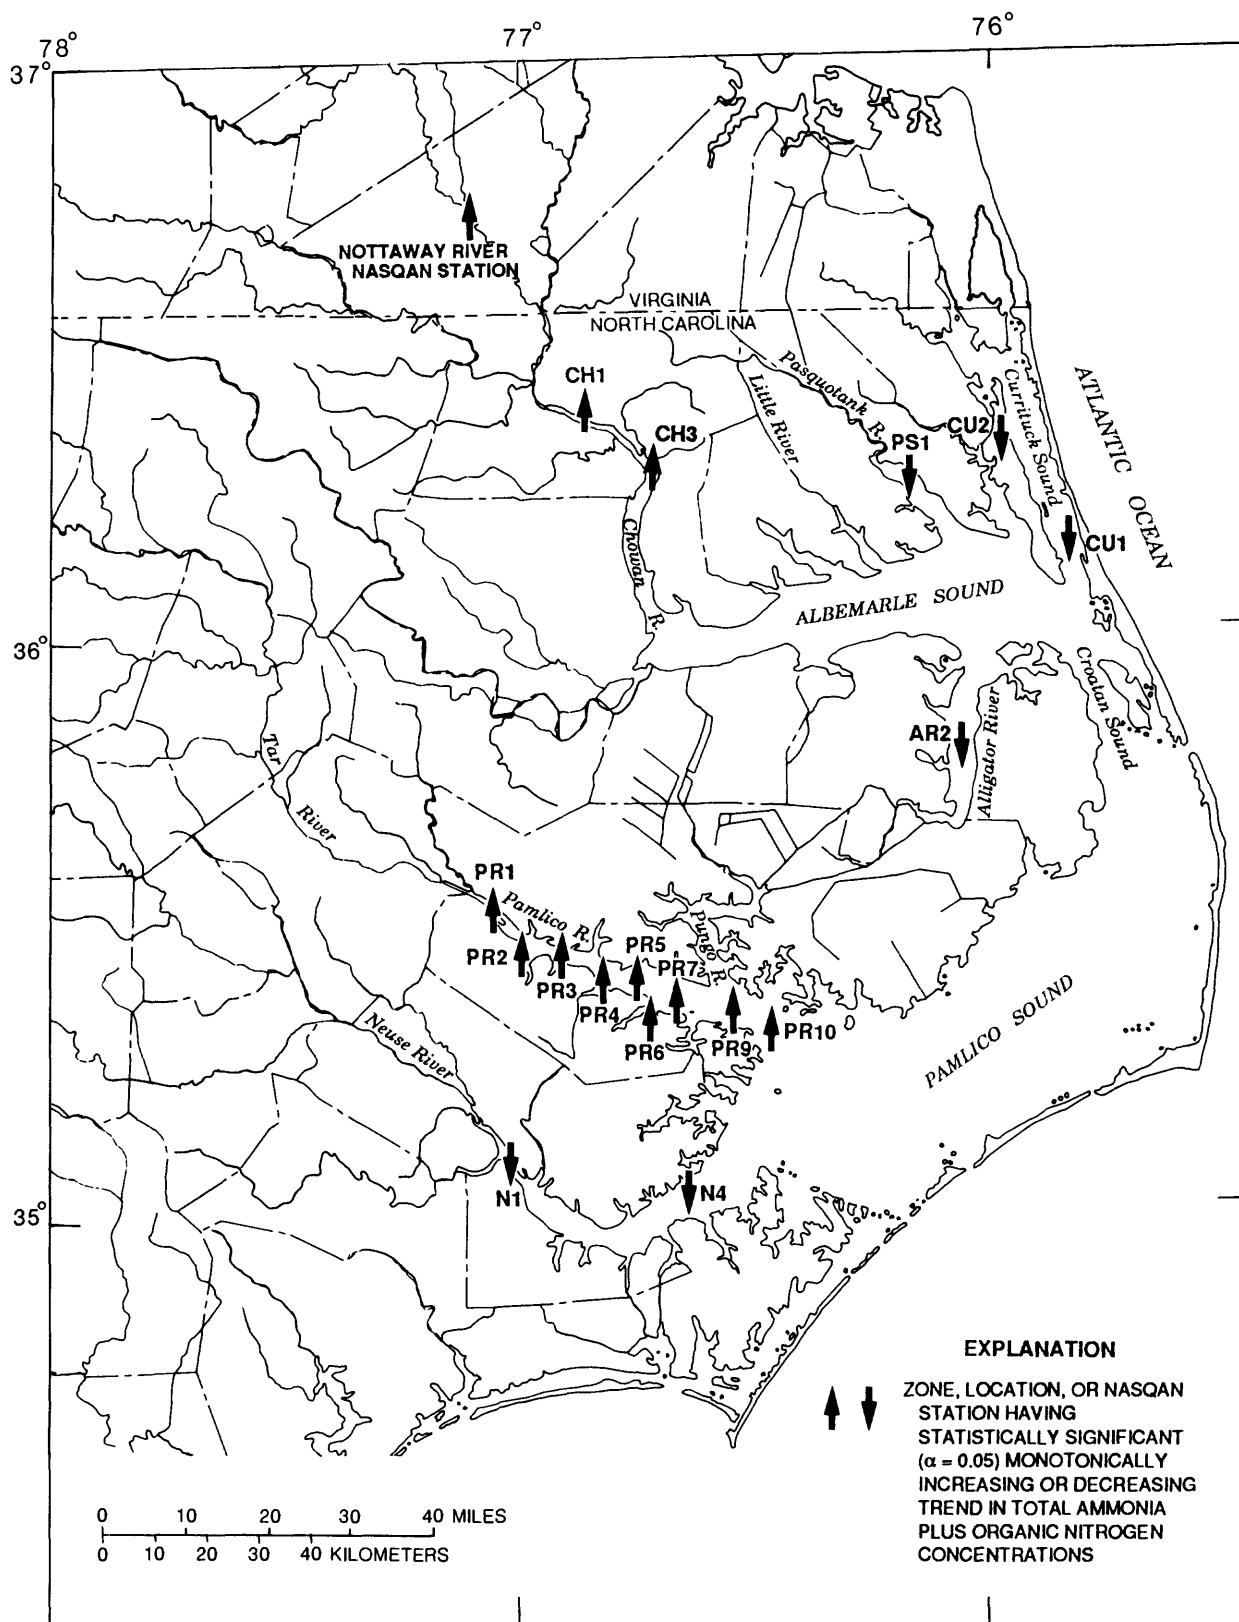 78°
77°
76°
37°
NOTTAWAY RIVER
NASQAN STATION
VIRGINIA
NORTH CAROLINA
CH1
CH3
Pasquotank R.
Little River
PS1
CU2
Currituck Sound
ATLANTIC OCEAN
CU1
Chowan R.
ALBEMARLE SOUND
36°
Croatan Sound
AR2
Alligator River
Tar River
PR1
Pamlico R.
Pungo R.
PR2
PR3
PR5
PR7
PR4
PR6
PR9
PR10
PAMLICO SOUND
Neuse River
N1
N4
35°
EXPLANATION
ZONE, LOCATION, OR NASQAN
STATION HAVING
STATISTICALLY SIGNIFICANT
(α = 0.05) MONOTONICALLY
INCREASING OR DECREASING
TREND IN TOTAL AMMONIA
PLUS ORGANIC NITROGEN
CONCENTRATIONS
0 10 20 30 40 MILES
0 10 20 30 40 KILOMETERS